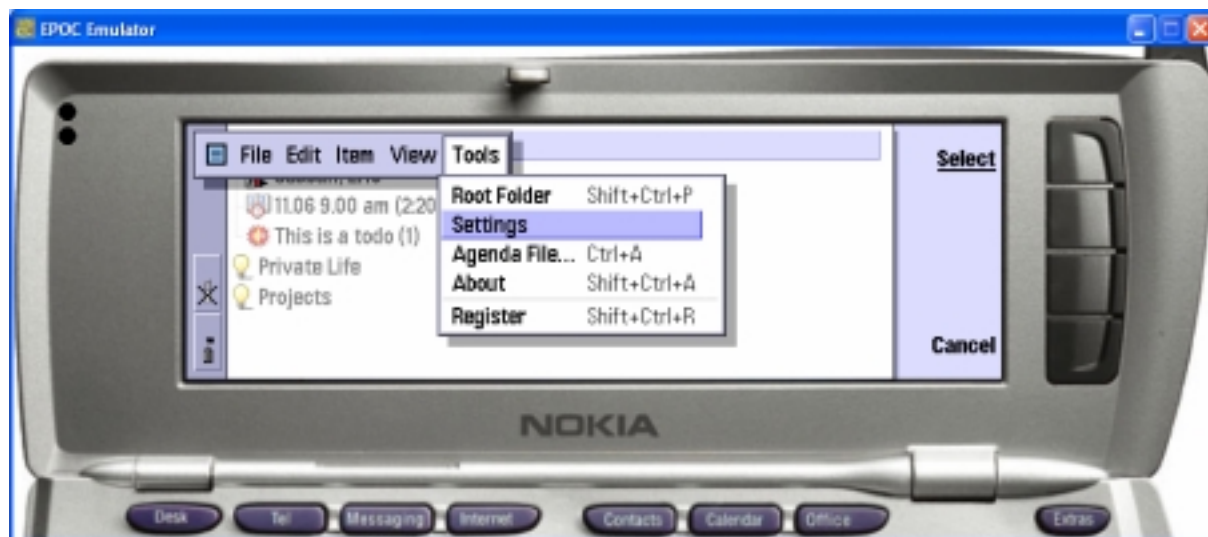 EPOC Emulator
File Edit Item View Tools
Select
Root Folder Shift+Ctrl+P
11.06 9.00 am (2:20
Settings
This is a todo (1)
Agenda File... Ctrl+A
Private Life
About Shift+Ctrl+A
Projects
Register Shift+Ctrl+R
Cancel
NOKIA
Desk Tel Messaging Internet Contacts Calendar Office Extras